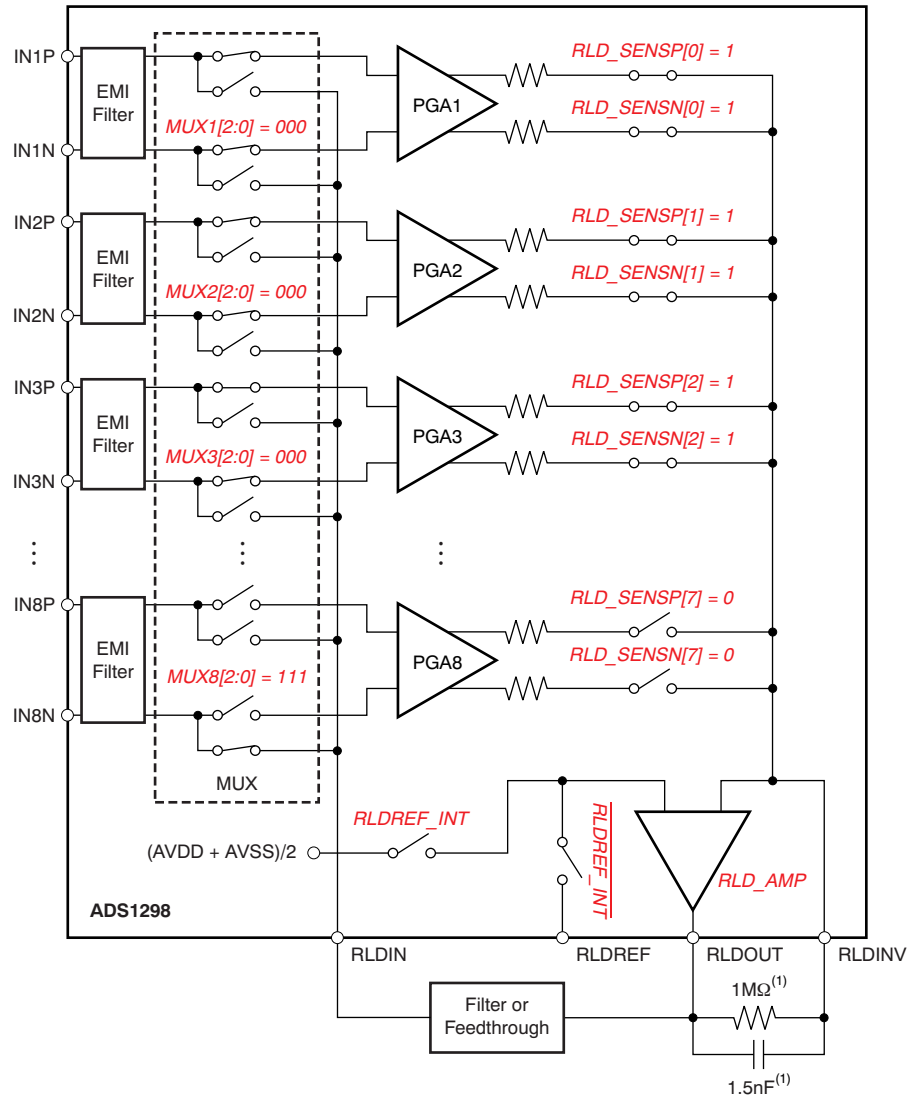 IN1P
EMI
Filter
IN1N
MUX1[2:0] = 000
PGA1
RLD_SENSP[0] = 1
RLD_SENSN[0] = 1
IN2P
EMI
Filter
IN2N
MUX2[2:0] = 000
PGA2
RLD_SENSP[1] = 1
RLD_SENSN[1] = 1
IN3P
EMI
Filter
IN3N
MUX3[2:0] = 000
PGA3
RLD_SENSP[2] = 1
RLD_SENSN[2] = 1
IN8P
EMI
Filter
IN8N
MUX8[2:0] = 111
PGA8
RLD_SENSP[7] = 0
RLD_SENSN[7] = 0
MUX
RLDREF_INT
(AVDD + AVSS)/2
RLDREF_INT
RLD_AMP
ADS1298
RLDIN
RLDREF
RLDOUT
RLDINV
Filter or
Feedthrough
1MΩ(1)
1.5nF(1)